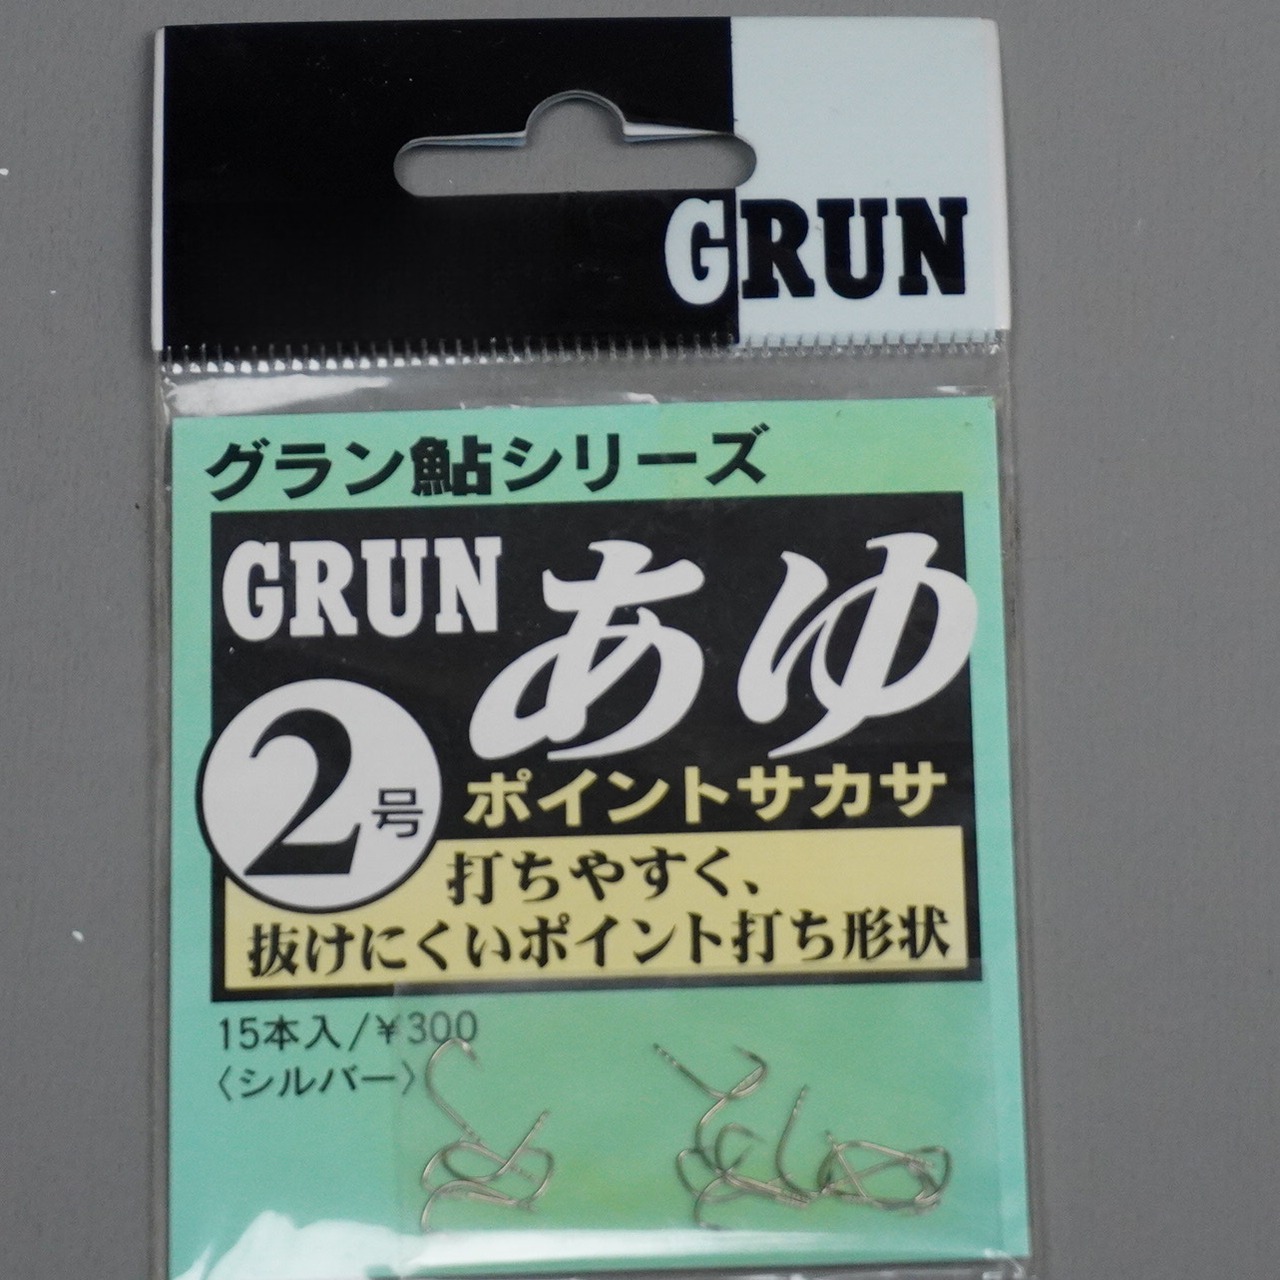 GRUN
グラン鮎シリーズ
GRUN あゆ
2号
ポイントサカサ
打ちやすく、
抜けにくいポイント打ち形状
15本入/¥300
〈シルバー〉